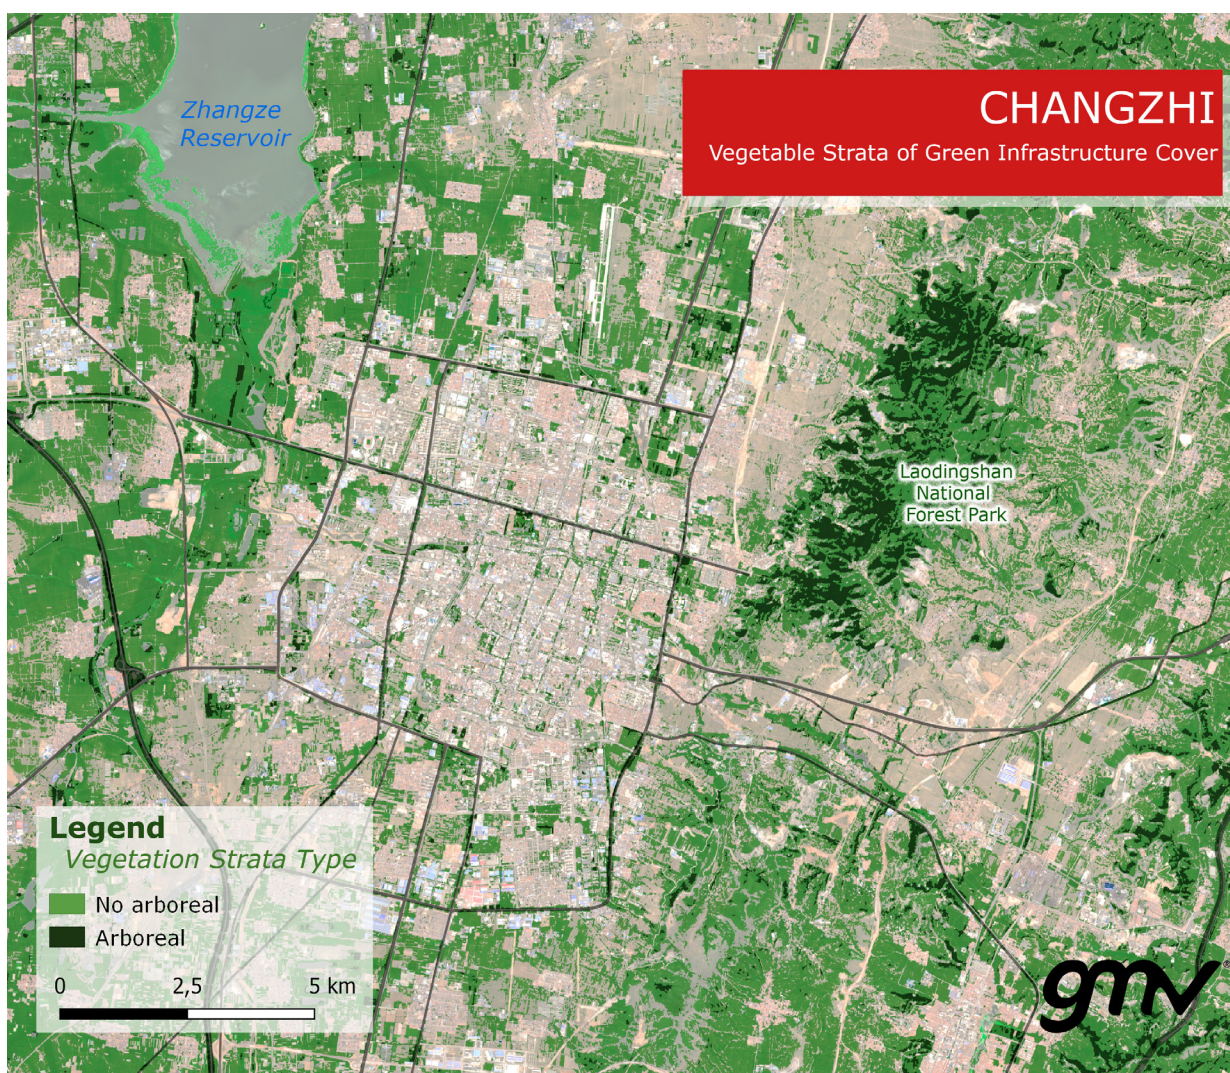 Zhangze
Reservoir
CHANGZHI
Vegetable Strata of Green Infrastructure Cover
Laodingshan
National
Forest Park
Legend
Vegetation Strata Type
No arboreal
Arboreal
0 2,5 5 km
gmv®